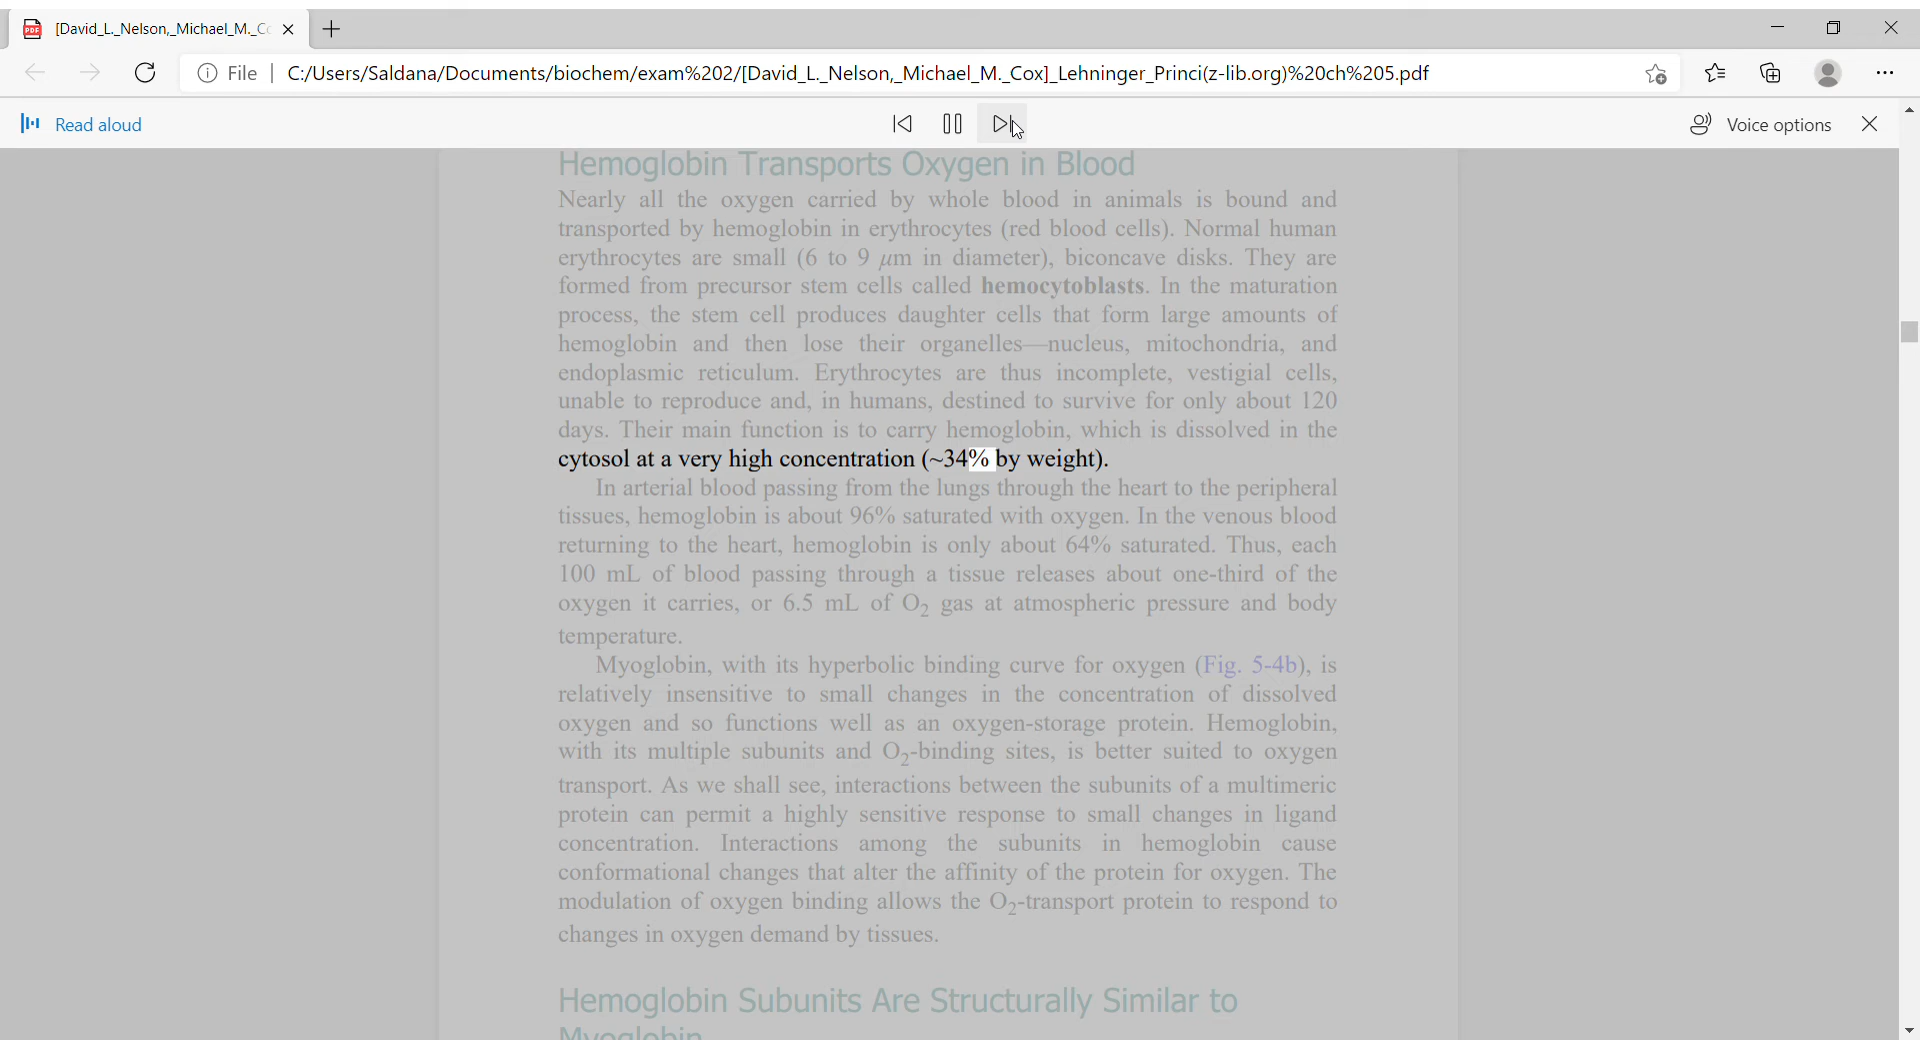 [David_L._Nelson,_Michael_M._Co
File
C:/Users/Saldana/Documents/biochem/exam%202/[David_L._Nelson,_Michael_M._Cox]_Lehninger_Princi(z-lib.org)%20ch%205.pdf
Read aloud
Voice options
Hemoglobin Transports Oxygen in Blood
Nearly all the oxygen carried by whole blood in animals is bound and
transported by hemoglobin in erythrocytes (red blood cells). Normal human
erythrocytes are small (6 to 9 μm in diameter), biconcave disks. They are
formed from precursor stem cells called hemocytoblasts. In the maturation
process, the stem cell produces daughter cells that form large amounts of
hemoglobin and then lose their organelles—nucleus, mitochondria, and
endoplasmic reticulum. Erythrocytes are thus incomplete, vestigial cells,
unable to reproduce and, in humans, destined to survive for only about 120
days. Their main function is to carry hemoglobin, which is dissolved in the
cytosol at a very high concentration (~34% by weight).
In arterial blood passing from the lungs through the heart to the peripheral
tissues, hemoglobin is about 96% saturated with oxygen. In the venous blood
returning to the heart, hemoglobin is only about 64% saturated. Thus, each
100 mL of blood passing through a tissue releases about one-third of the
oxygen it carries, or 6.5 mL of O₂ gas at atmospheric pressure and body
temperature.
Myoglobin, with its hyperbolic binding curve for oxygen (Fig. 5-4b), is
relatively insensitive to small changes in the concentration of dissolved
oxygen and so functions well as an oxygen-storage protein. Hemoglobin,
with its multiple subunits and O₂-binding sites, is better suited to oxygen
transport. As we shall see, interactions between the subunits of a multimeric
protein can permit a highly sensitive response to small changes in ligand
concentration. Interactions among the subunits in hemoglobin cause
conformational changes that alter the affinity of the protein for oxygen. The
modulation of oxygen binding allows the O₂-transport protein to respond to
changes in oxygen demand by tissues.
Hemoglobin Subunits Are Structurally Similar to
Myoglobin